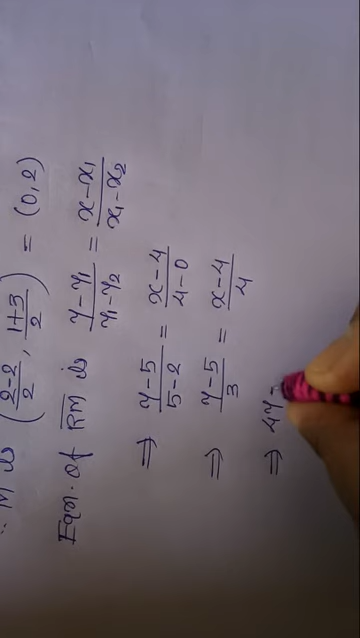 ∴ M is (2-2/2, 1+3/2) = (0,2)
Eqn. of RM is y-y₁/y₁-y₂ = x-x₁/x₁-x₂
⇒ y-5/5-2 = x-4/4-0
⇒ y-5/3 = x-4/4
⇒ 4y-